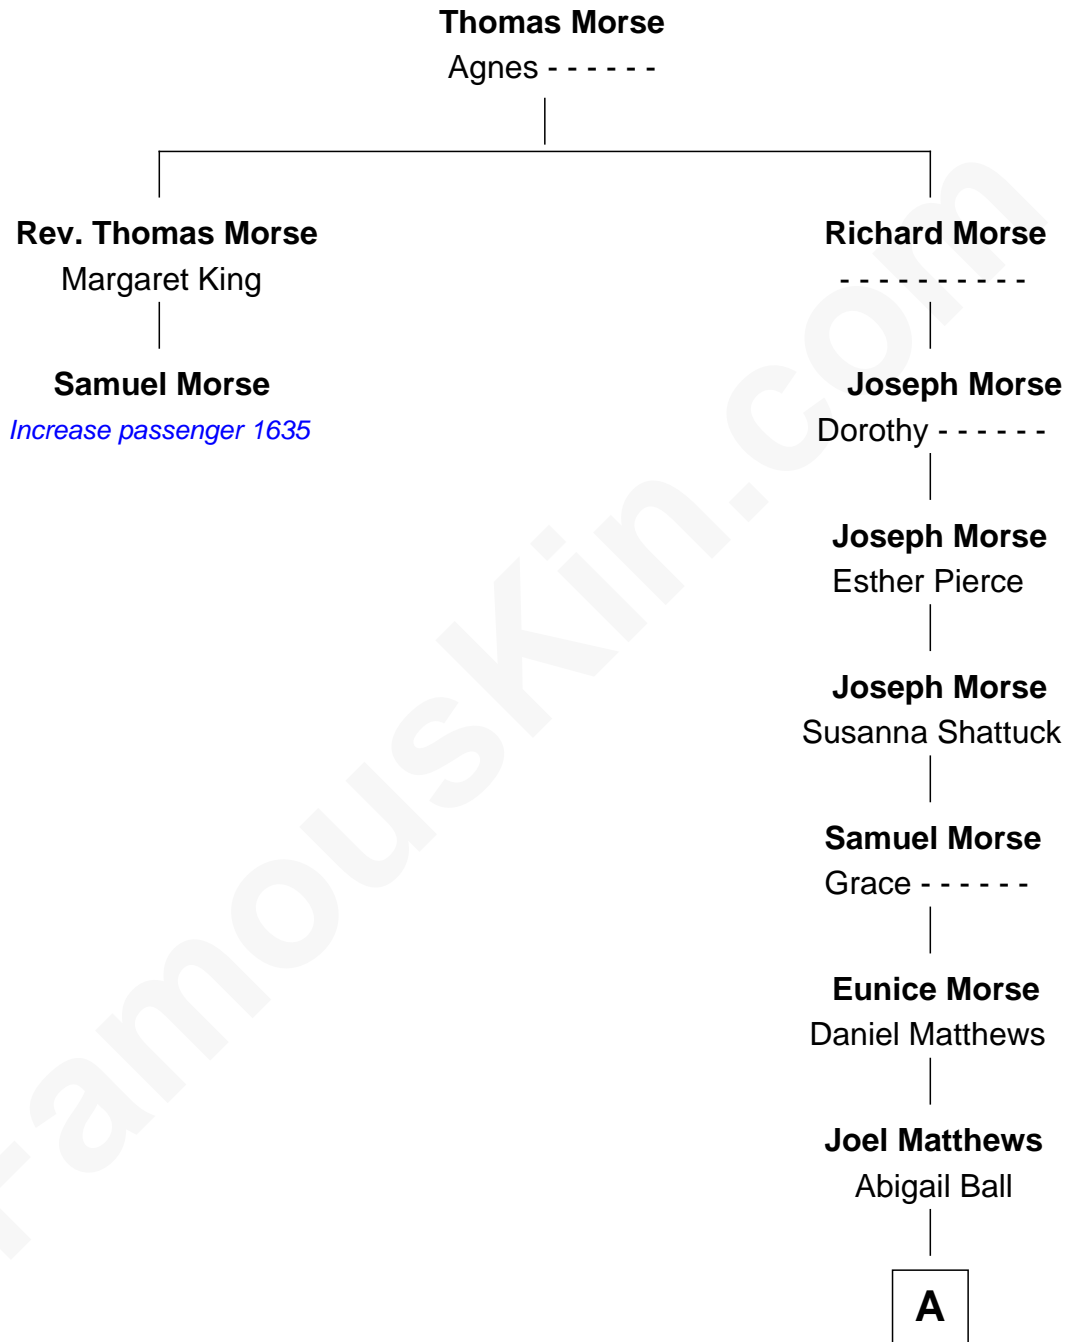 Thomas Morse
Agnes - - - - - -
Rev. Thomas Morse
Margaret King
Samuel Morse
Increase passenger 1635
Richard Morse
- - - - - - - - - -
Joseph Morse
Dorothy - - - - - -
Joseph Morse
Esther Pierce
Joseph Morse
Susanna Shattuck
Samuel Morse
Grace - - - - - -
Eunice Morse
Daniel Matthews
Joel Matthews
Abigail Ball
A
FamousKin.com